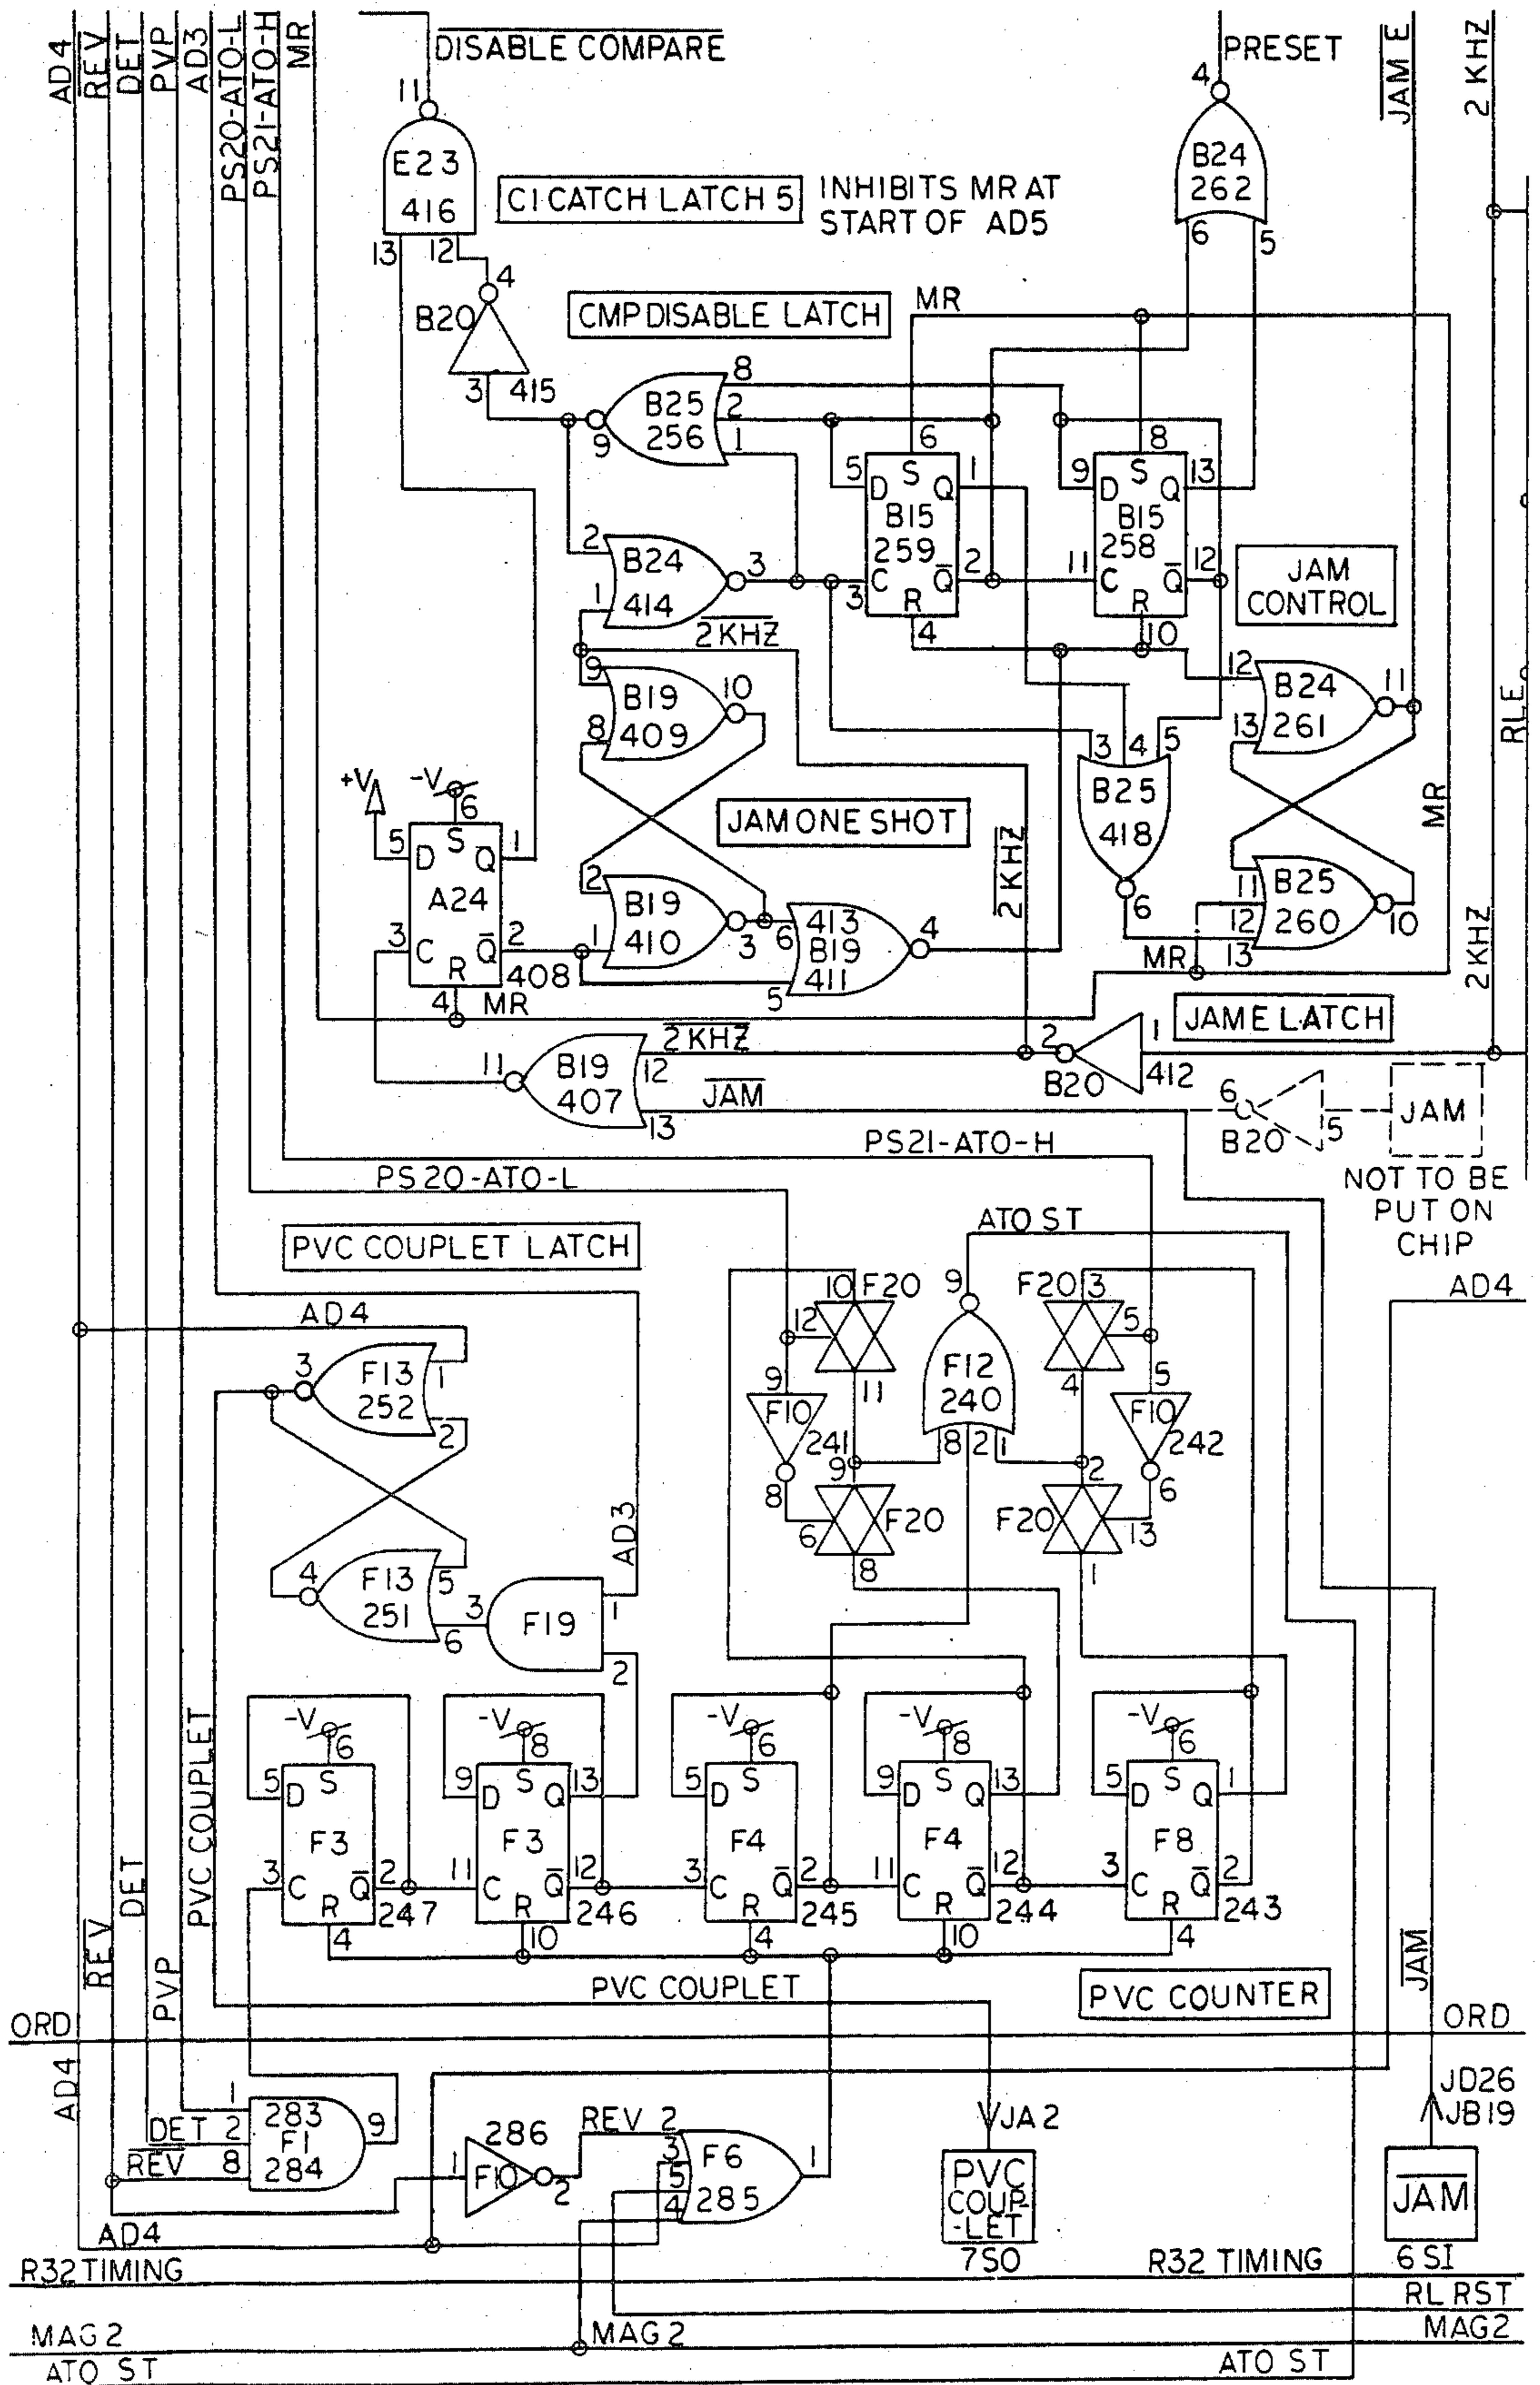 AD4
REV
DET
PVP
AD3
PS20-ATO-L
PS21-ATO-H
MR
DISABLE COMPARE
PRESET
JAM E
2 KHZ
11
E23
416
13 12
4
B20
3 415
C1 CATCH LATCH 5
INHIBITS MR AT
START OF AD5
4
B24
262
6 5
CMP DISABLE LATCH
MR
B25
256
8
2
1
9
6
5 S 1
D Q
B15
259
C Q 2
3 R
4
8
9 S 13
D Q
B15
258
11 C Q 12
R
10
JAM
CONTROL
2
B24 3
1 414
2KHZ
9
B19 10
8 409
12
B24 11
13 261
RLE
3 4 5
B25
418
6
+V
-V
6
5 D S Q 1
A24
3 C Q 2
R 408
4 MR
JAM ONE SHOT
2 KHZ
MR
2
B19
1 410 3
6 413
B19 4
411
5
11 B25
12 260 10
13
MR
2KHZ
JAM E LATCH
2KHZ
2 1
B20 412
11 B19 12
407
13
JAM
6
B20 5
JAM
NOT TO BE
PUT ON
CHIP
PS21-ATO-H
PS20-ATO-L
PVC COUPLET LATCH
ATO ST
AD4
AD4
3 F13 1
252
2
4 F13 5
251
6
3 F19 1
2
AD3
10 F20
12
11
9
F10
241
8
9
6 F20
8
9
F12
240
8 2 1
F20 3
5
4
5
F10
242
6
2
F20 13
1
PVC COUPLET
-V
6
5 D S
F3
3 C Q 2
R 247
4
-V
8
9 D S Q 13
F3
11 C Q 12
R 246
10
-V
6
5 D S
F4
3 C Q 2
R 245
4
-V
8
9 D S Q 13
F4
11 C Q 12
R 244
10
-V
6
5 D S Q 1
F8
3 C Q 2
R 243
4
REV
DET
PVP
PVC COUPLET
PVC COUNTER
JAM
ORD
ORD
AD4
1 283
DET 2 F1 9
REV 8 284
286
1 F10 2
REV 2
3 F6 1
5
4 285
JA2
PVC
COUP
-LET
7SO
JD26
JB19
JAM
6SI
AD4
R32 TIMING
R32 TIMING
RL RST
MAG2
MAG2
MAG2
ATO ST
ATO ST